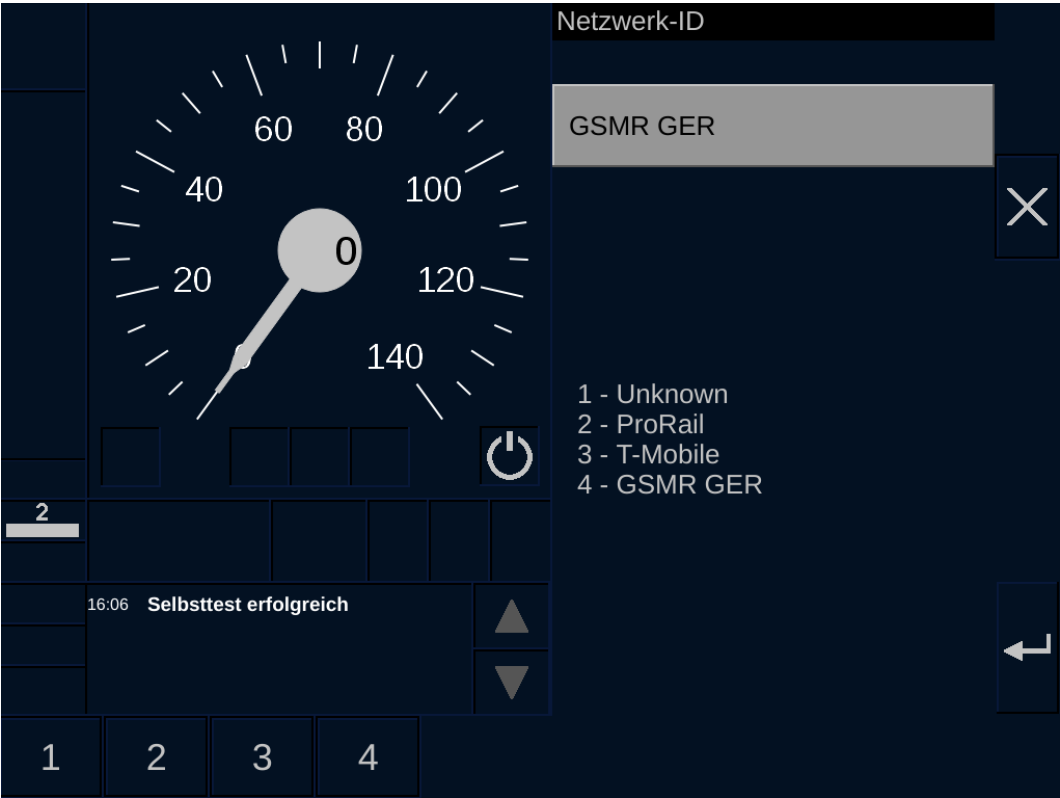 Netzwerk-ID
GSMR GER
60 80
40 100
0
20 120
0 140
1 - Unknown
2 - ProRail
3 - T-Mobile
4 - GSMR GER
2
16:06 Selbsttest erfolgreich
1 2 3 4